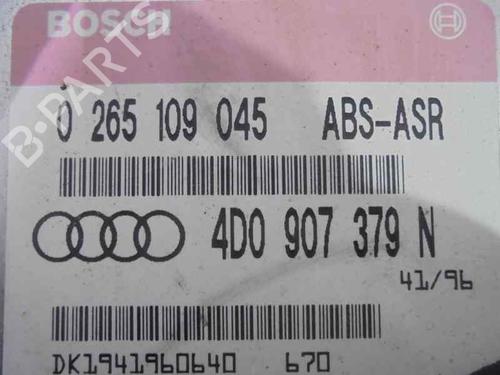 BOSCH
0 265 109 045 ABS-ASR
4D0 907 379 N
41/96
DK1941960640 670
B-PARTS